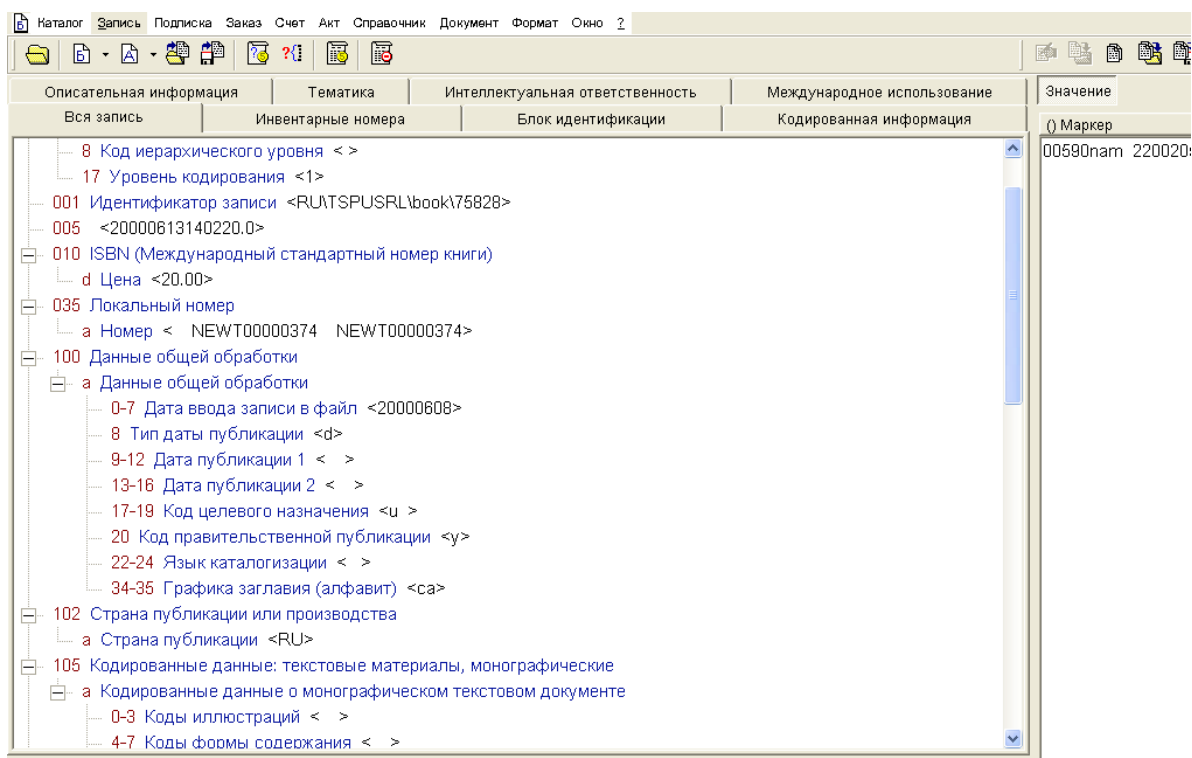 Каталог Запись Подписка Заказ Счет Акт Справочник Документ Формат Окно ?
Описательная информация Тематика Интеллектуальная ответственность Международное использование
Вся запись Инвентарные номера Блок идентификации Кодированная информация
8 Код иерархического уровня < >
17 Уровень кодирования <1>
001 Идентификатор записи <RU\TSPUSRL\book\75828>
005 <20000613140220.0>
010 ISBN (Международный стандартный номер книги)
d Цена <20.00>
035 Локальный номер
a Номер < NEWT00000374 NEWT00000374>
100 Данные общей обработки
a Данные общей обработки
0-7 Дата ввода записи в файл <20000608>
8 Тип даты публикации <d>
9-12 Дата публикации 1 < >
13-16 Дата публикации 2 < >
17-19 Код целевого назначения <u >
20 Код правительственной публикации <y>
22-24 Язык каталогизации < >
34-35 Графика заглавия (алфавит) <ca>
102 Страна публикации или производства
a Страна публикации <RU>
105 Кодированные данные: текстовые материалы, монографические
a Кодированные данные о монографическом текстовом документе
0-3 Коды иллюстраций < >
4-7 Коды формы содержания < >
Значение
() Маркер
00590nam 220020